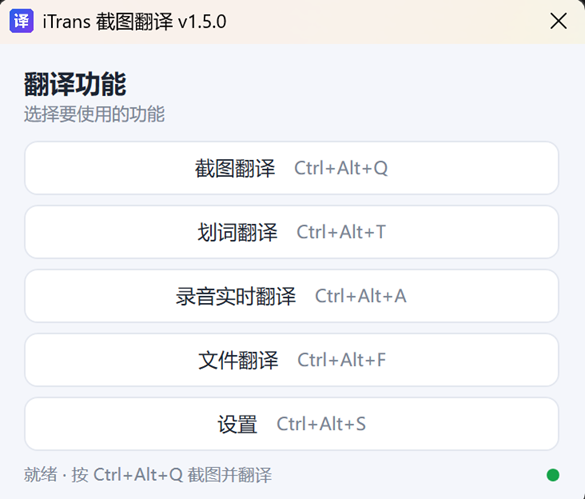 译 iTrans 截图翻译 v1.5.0
翻译功能
选择要使用的功能
截图翻译 Ctrl+Alt+Q
划词翻译 Ctrl+Alt+T
录音实时翻译 Ctrl+Alt+A
文件翻译 Ctrl+Alt+F
设置 Ctrl+Alt+S
就绪 · 按 Ctrl+Alt+Q 截图并翻译